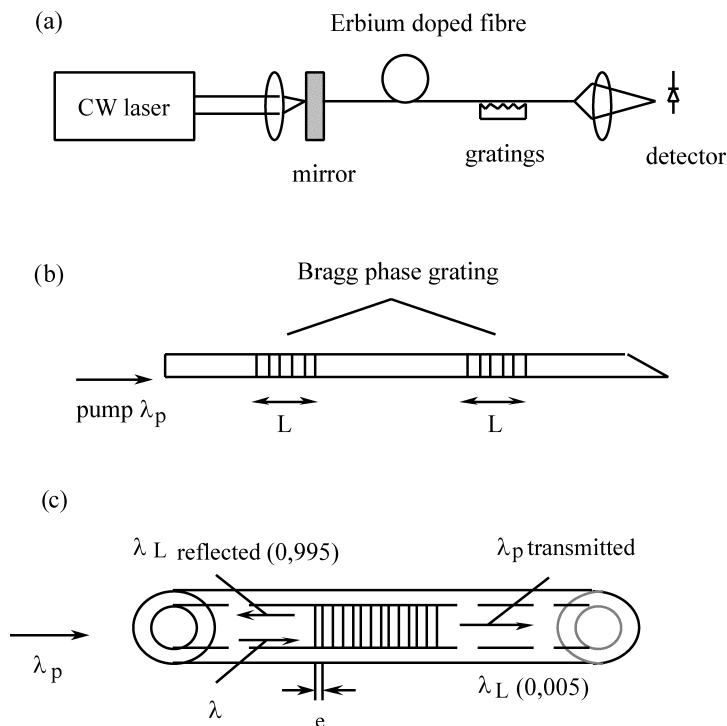 (a)
Erbium doped fibre
CW laser
mirror
gratings
detector
(b)
Bragg phase grating
pump λp
L
L
(c)
λ L reflected (0,995)
λp transmitted
λp
λ
e
λL (0,005)